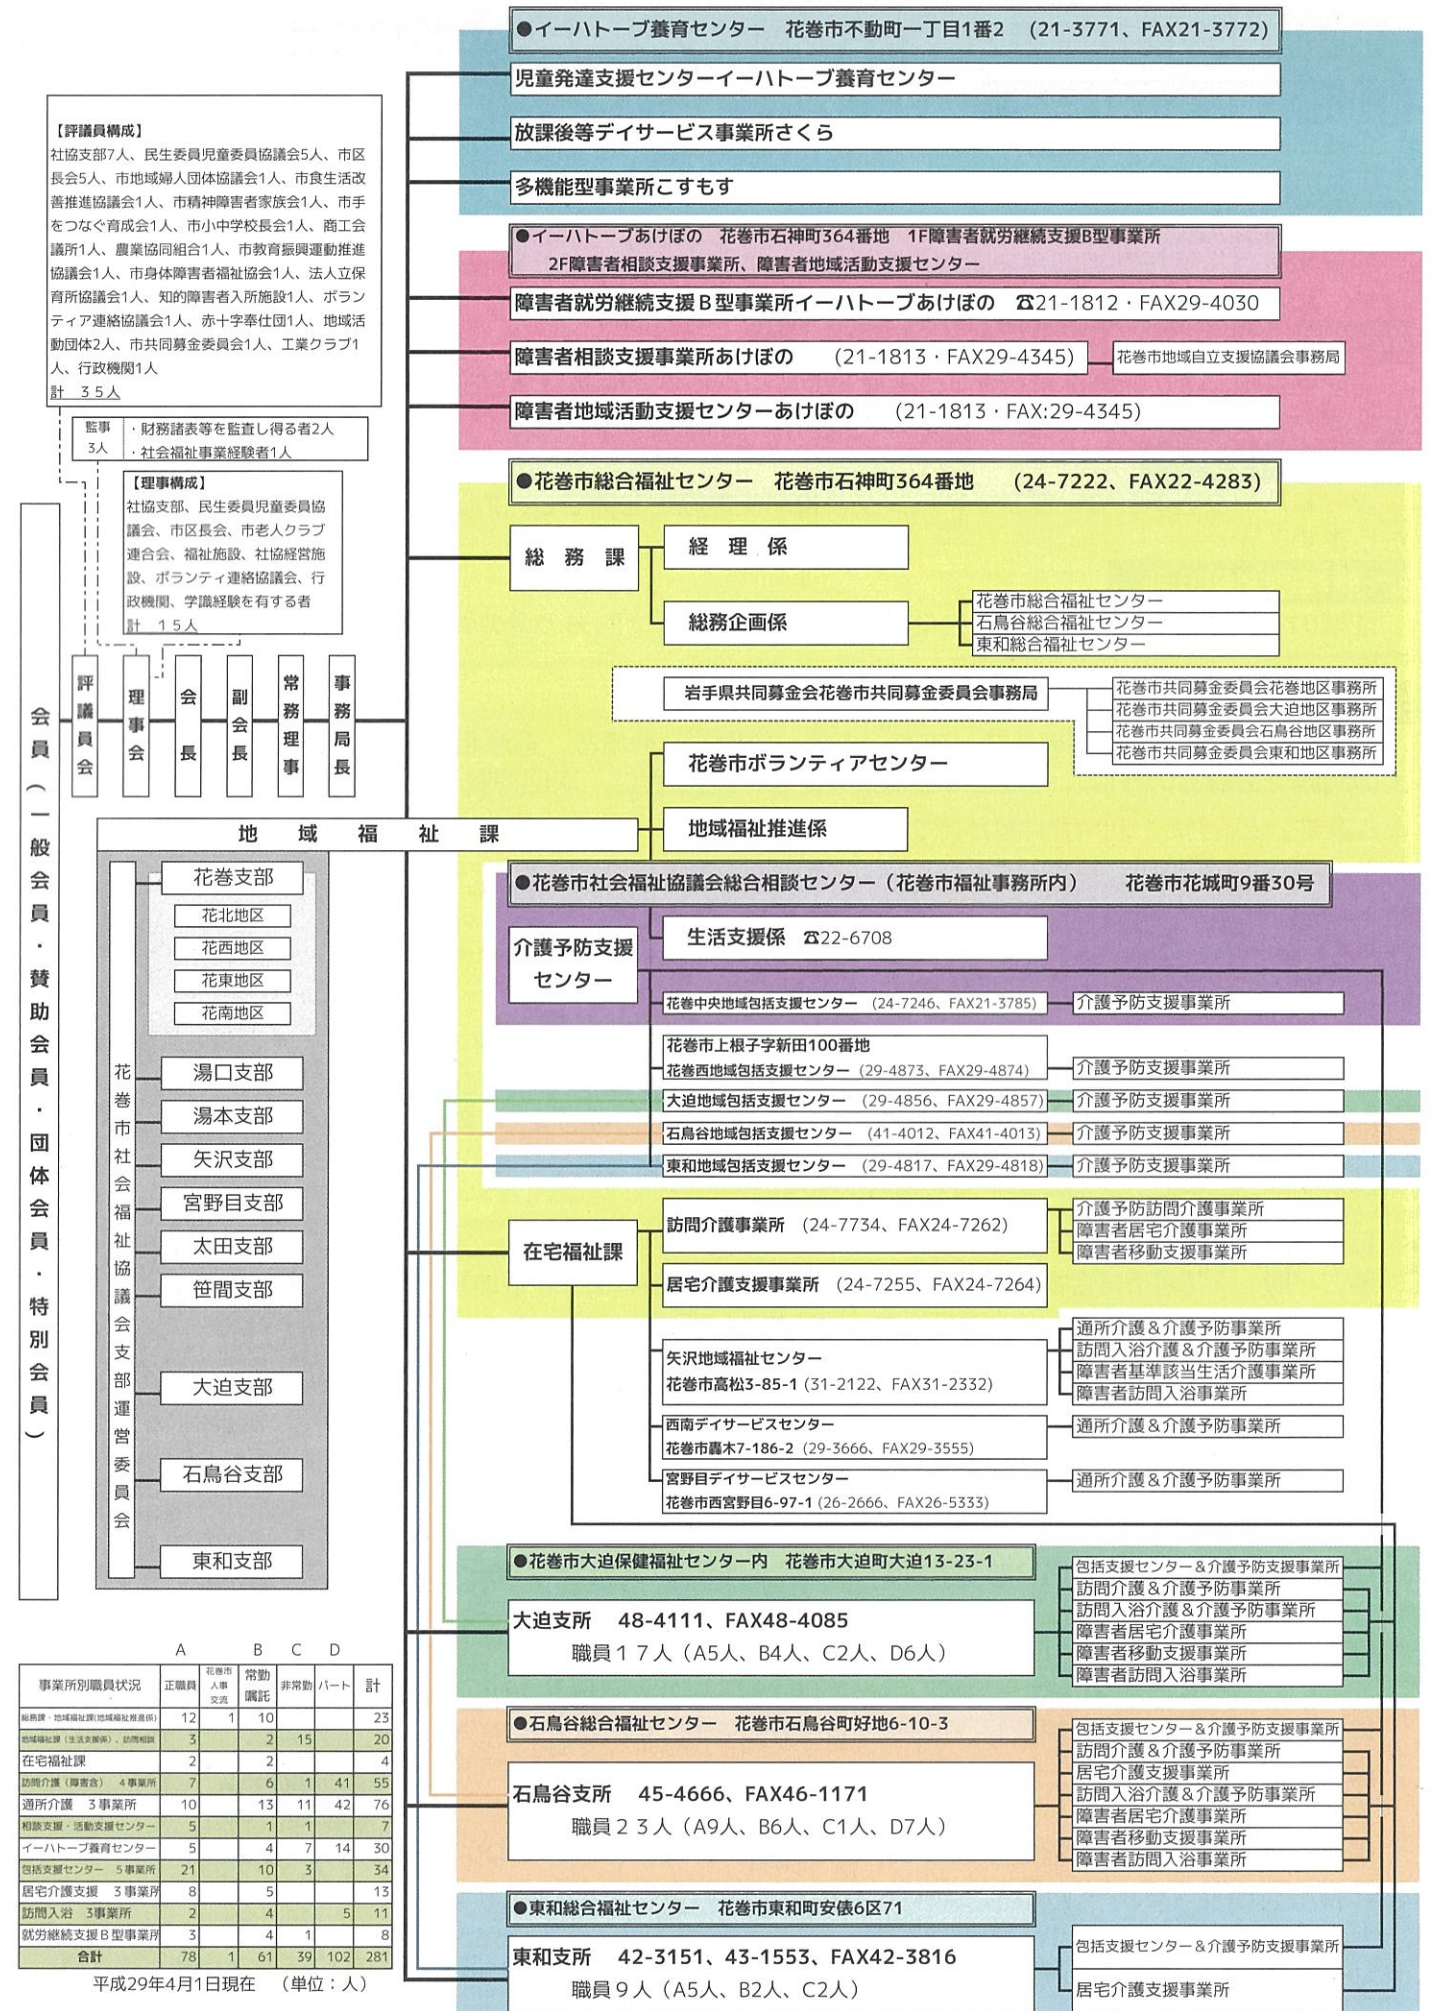 ●イーハトーブ養育センター　花巻市不動町一丁目1番2　(21-3771、FAX21-3772)
児童発達支援センターイーハトーブ養育センター
放課後等デイサービス事業所さくら
多機能型事業所こすもす
【評議員構成】
社協支部7人、民生委員児童委員協議会5人、市区
長会5人、市地域婦人団体協議会1人、市食生活改
善推進協議会1人、市精神障害者家族会1人、市手
をつなぐ育成会1人、市小中学校長会1人、商工会
議所1人、農業協同組合1人、市教育振興運動推進
協議会1人、市身体障害者福祉協会1人、法人立保
育所協議会1人、知的障害者入所施設1人、ボラン
ティア連絡協議会1人、赤十字奉仕団1人、地域活
動団体2人、市共同募金委員会1人、工業クラブ1
人、行政機関1人
計　３５人
監事
3人
・財務諸表等を監査し得る者2人
・社会福祉事業経験者1人
【理事構成】
社協支部、民生委員児童委員協
議会、市区長会、市老人クラブ
連合会、福祉施設、社協経営施
設、ボランティ連絡協議会、行
政機関、学識経験を有する者
計　１５人
●イーハトーブあけぼの　花巻市石神町364番地　1F障害者就労継続支援B型事業所
2F障害者相談支援事業所、障害者地域活動支援センター
障害者就労継続支援Ｂ型事業所イーハトーブあけぼの　☎21-1812・FAX29-4030
障害者相談支援事業所あけぼの　(21-1813・FAX29-4345)
花巻市地域自立支援協議会事務局
障害者地域活動支援センターあけぼの　(21-1813・FAX:29-4345)
●花巻市総合福祉センター　花巻市石神町364番地　(24-7222、FAX22-4283)
総　務　課
経　理　係
総務企画係
花巻市総合福祉センター
石鳥谷総合福祉センター
東和総合福祉センター
岩手県共同募金会花巻市共同募金委員会事務局
花巻市共同募金委員会花巻地区事務所
花巻市共同募金委員会大迫地区事務所
花巻市共同募金委員会石鳥谷地区事務所
花巻市共同募金委員会東和地区事務所
会員（一般会員・賛助会員・団体会員・特別会員）
評議員会
理事会
会長
副会長
常務理事
事務局長
花巻市ボランティアセンター
地域福祉推進係
地　域　福　祉　課
花巻市社会福祉協議会支部運営委員会
花巻支部
花北地区
花西地区
花東地区
花南地区
湯口支部
湯本支部
矢沢支部
宮野目支部
太田支部
笹間支部
大迫支部
石鳥谷支部
東和支部
●花巻市社会福祉協議会総合相談センター（花巻市福祉事務所内）　花巻市花城町9番30号
生活支援係　☎22-6708
介護予防支援
センター
花巻中央地域包括支援センター　(24-7246、FAX21-3785)
介護予防支援事業所
花巻市上根子字新田100番地
花巻西地域包括支援センター　(29-4873、FAX29-4874)
介護予防支援事業所
大迫地域包括支援センター　(29-4856、FAX29-4857)
介護予防支援事業所
石鳥谷地域包括支援センター　(41-4012、FAX41-4013)
介護予防支援事業所
東和地域包括支援センター　(29-4817、FAX29-4818)
介護予防支援事業所
在宅福祉課
訪問介護事業所　(24-7734、FAX24-7262)
介護予防訪問介護事業所
障害者居宅介護事業所
障害者移動支援事業所
居宅介護支援事業所　(24-7255、FAX24-7264)
矢沢地域福祉センター
花巻市高松3-85-1 (31-2122、FAX31-2332)
通所介護＆介護予防事業所
訪問入浴介護＆介護予防事業所
障害者基準該当生活介護事業所
障害者訪問入浴事業所
西南デイサービスセンター
花巻市轟木7-186-2 (29-3666、FAX29-3555)
通所介護＆介護予防事業所
宮野目デイサービスセンター
花巻市西宮野目6-97-1 (26-2666、FAX26-5333)
通所介護＆介護予防事業所
●花巻市大迫保健福祉センター内　花巻市大迫町大迫13-23-1
大迫支所　48-4111、FAX48-4085
職員１７人（A5人、B4人、C2人、D6人）
包括支援センター＆介護予防支援事業所
訪問介護＆介護予防事業所
訪問入浴介護＆介護予防事業所
障害者居宅介護事業所
障害者移動支援事業所
障害者訪問入浴事業所
●石鳥谷総合福祉センター　花巻市石鳥谷町好地6-10-3
石鳥谷支所　45-4666、FAX46-1171
職員２３人（A9人、B6人、C1人、D7人）
包括支援センター＆介護予防事業所
訪問介護＆介護予防事業所
居宅介護支援事業所
訪問入浴介護＆介護予防事業所
障害者居宅介護事業所
障害者移動支援事業所
障害者訪問入浴事業所
●東和総合福祉センター　花巻市東和町安俵6区71
東和支所　42-3151、43-1553、FAX42-3816
職員９人（A5人、B2人、C2人）
包括支援センター＆介護予防支援事業所
居宅介護支援事業所
A　B　C　D
事業所別職員状況　正職員　花巻市人事交流　常勤嘱託　非常勤　パート　計
総務課・地域福祉課(地域福祉推進係)　12　1　10　23
地域福祉課（生活支援係）、訪問相談　3　2　15　20
在宅福祉課　2　2　4
訪問介護（障害含）　４事業所　7　6　1　41　55
通所介護　３事業所　10　13　11　42　76
相談支援・活動支援センター　5　1　1　7
イーハトーブ養育センター　5　4　7　14　30
包括支援センター　５事業所　21　10　3　34
居宅介護支援　３事業所　8　5　13
訪問入浴　3事業所　2　4　5　11
就労継続支援Ｂ型事業所　3　4　1　8
合計　78　1　61　39　102　281
平成29年4月1日現在　（単位：人）